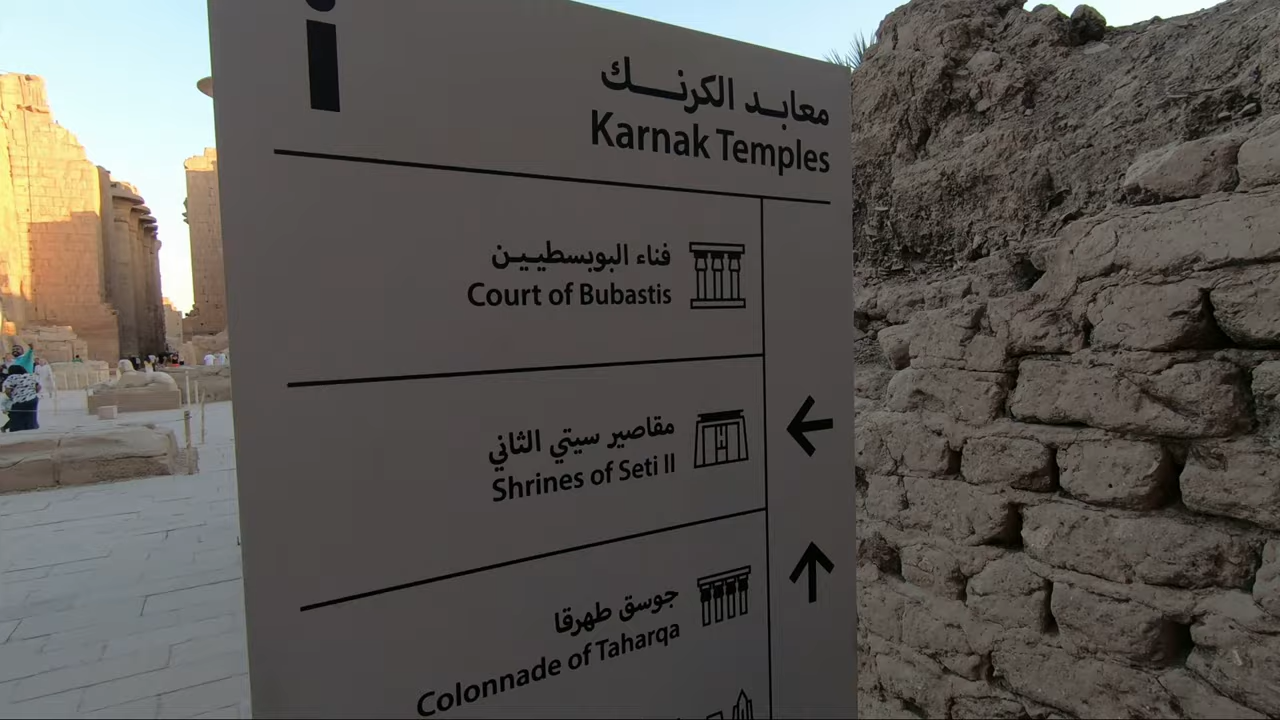 i
معابد الكرنك
Karnak Temples
فناء البوبسطيين
Court of Bubastis
مقاصير سيتي الثاني
Shrines of Seti II
جوسق طهرقا
Colonnade of Taharqa